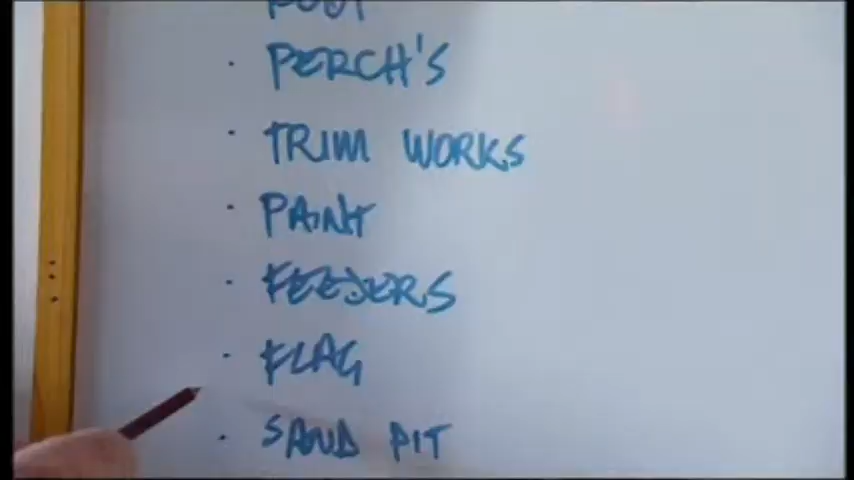 · PERCH'S
· TRIM WORKS
· PAINT
· FEEDERS
· FLAG
· SAND PIT